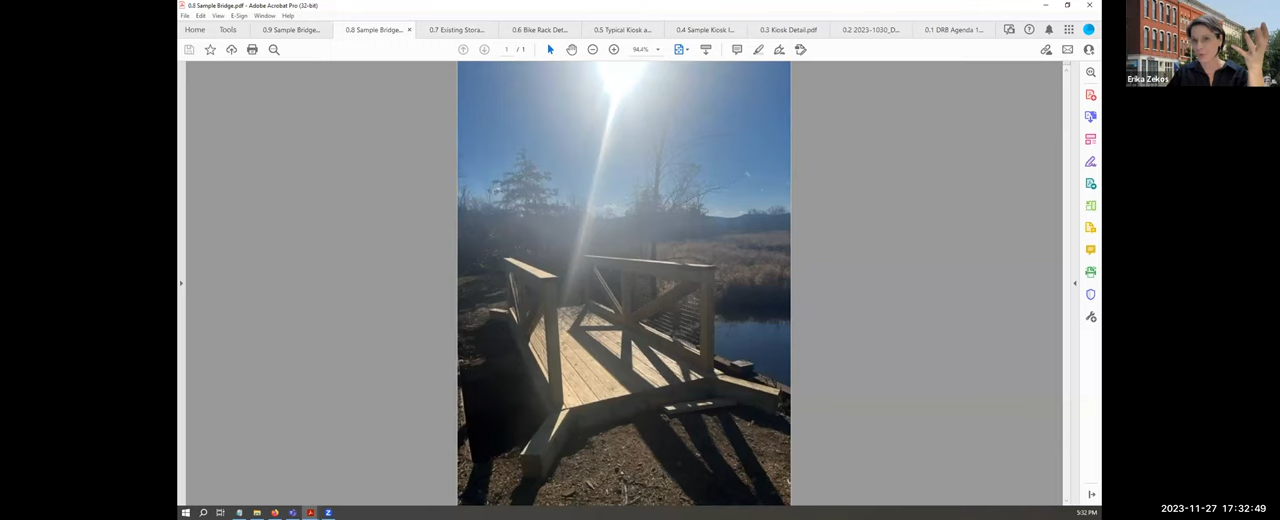 0.8 Sample Bridge.pdf - Adobe Acrobat Pro (32-bit)
File Edit View E-Sign Window Help
Home Tools 0.9 Sample Bridge... 0.8 Sample Bridge... × 0.7 Existing Stora... 0.6 Bike Rack Det... 0.5 Typical Kiosk a... 0.4 Sample Kiosk I... 0.3 Kiosk Detail.pdf 0.2 2023-1030_D... 0.1 DRB Agenda 1...
1 / 1 94.4%
Erika Zekos
5:32 PM
2023-11-27 17:32:49